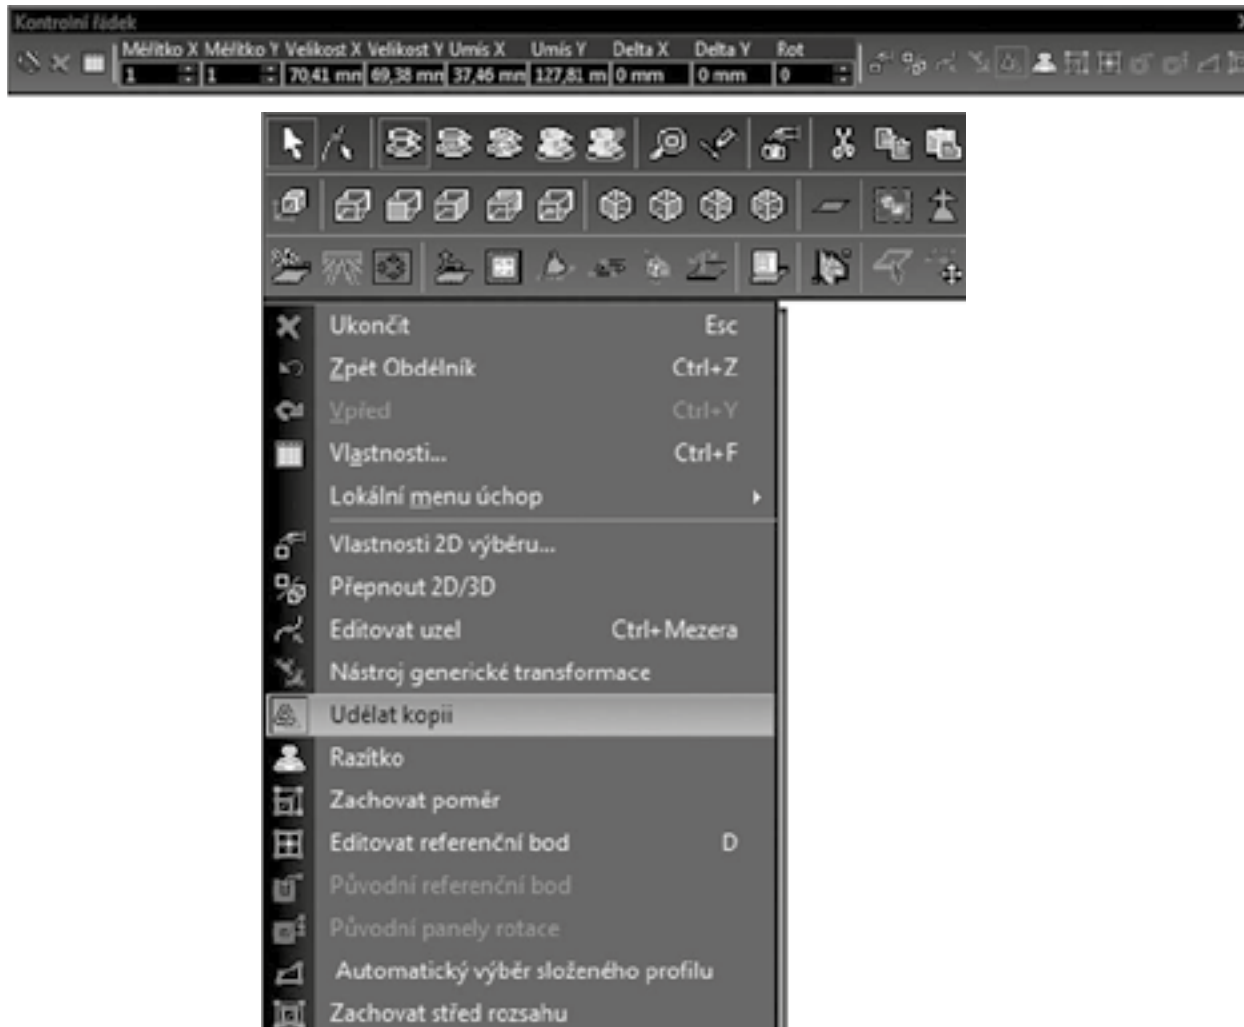 Kontrolní řádek
Měřítko X Měřítko Y Velikost X Velikost Y Umís X Umís Y Delta X Delta Y Rot
1 1 70,41 mm 69,38 mm 37,46 mm 127,81 m 0 mm 0 mm 0
Ukončit Esc
Zpět Obdélník Ctrl+Z
Vpřed Ctrl+Y
Vlastnosti... Ctrl+F
Lokální menu úchop
Vlastnosti 2D výběru...
Přepnout 2D/3D
Editovat uzel Ctrl+Mezera
Nástroj generické transformace
Udělat kopii
Razítko
Zachovat poměr
Editovat referenční bod D
Původní referenční bod
Původní panely rotace
Automatický výběr složeného profilu
Zachovat střed rozsahu